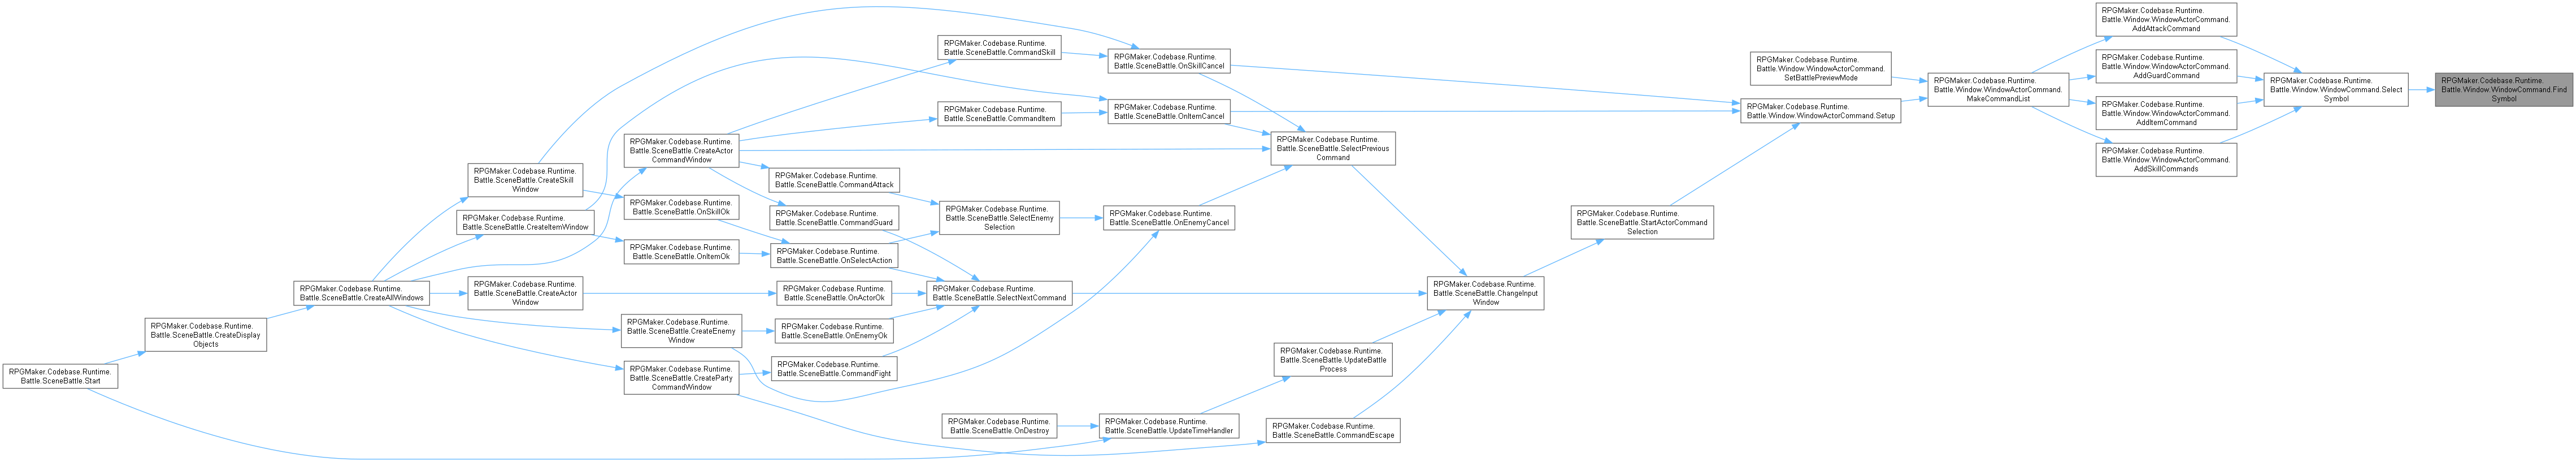 RPGMaker.Codebase.Runtime.
Battle.SceneBattle.Start
RPGMaker.Codebase.Runtime.
Battle.SceneBattle.CreateDisplay
Objects
RPGMaker.Codebase.Runtime.
Battle.SceneBattle.CreateAllWindows
RPGMaker.Codebase.Runtime.
Battle.SceneBattle.CreateSkill
Window
RPGMaker.Codebase.Runtime.
Battle.SceneBattle.CreateItemWindow
RPGMaker.Codebase.Runtime.
Battle.SceneBattle.CreateActor
Window
RPGMaker.Codebase.Runtime.
Battle.SceneBattle.CreateActor
CommandWindow
RPGMaker.Codebase.Runtime.
Battle.SceneBattle.OnSkillOk
RPGMaker.Codebase.Runtime.
Battle.SceneBattle.OnItemOk
RPGMaker.Codebase.Runtime.
Battle.SceneBattle.CreateEnemy
Window
RPGMaker.Codebase.Runtime.
Battle.SceneBattle.CreateParty
CommandWindow
RPGMaker.Codebase.Runtime.
Battle.SceneBattle.CommandAttack
RPGMaker.Codebase.Runtime.
Battle.SceneBattle.CommandGuard
RPGMaker.Codebase.Runtime.
Battle.SceneBattle.OnSelectAction
RPGMaker.Codebase.Runtime.
Battle.SceneBattle.OnActorOk
RPGMaker.Codebase.Runtime.
Battle.SceneBattle.OnEnemyOk
RPGMaker.Codebase.Runtime.
Battle.SceneBattle.CommandFight
RPGMaker.Codebase.Runtime.
Battle.SceneBattle.CommandSkill
RPGMaker.Codebase.Runtime.
Battle.SceneBattle.CommandItem
RPGMaker.Codebase.Runtime.
Battle.SceneBattle.SelectEnemy
Selection
RPGMaker.Codebase.Runtime.
Battle.SceneBattle.SelectNextCommand
RPGMaker.Codebase.Runtime.
Battle.SceneBattle.OnDestroy
RPGMaker.Codebase.Runtime.
Battle.SceneBattle.OnSkillCancel
RPGMaker.Codebase.Runtime.
Battle.SceneBattle.OnItemCancel
RPGMaker.Codebase.Runtime.
Battle.SceneBattle.OnEnemyCancel
RPGMaker.Codebase.Runtime.
Battle.SceneBattle.UpdateTimeHandler
RPGMaker.Codebase.Runtime.
Battle.SceneBattle.SelectPrevious
Command
RPGMaker.Codebase.Runtime.
Battle.SceneBattle.UpdateBattle
Process
RPGMaker.Codebase.Runtime.
Battle.SceneBattle.CommandEscape
RPGMaker.Codebase.Runtime.
Battle.SceneBattle.ChangeInput
Window
RPGMaker.Codebase.Runtime.
Battle.SceneBattle.StartActorCommand
Selection
RPGMaker.Codebase.Runtime.
Battle.Window.WindowActorCommand.
SetBattlePreviewMode
RPGMaker.Codebase.Runtime.
Battle.Window.WindowActorCommand.Setup
RPGMaker.Codebase.Runtime.
Battle.Window.WindowActorCommand.
MakeCommandList
RPGMaker.Codebase.Runtime.
Battle.Window.WindowActorCommand.
AddAttackCommand
RPGMaker.Codebase.Runtime.
Battle.Window.WindowActorCommand.
AddGuardCommand
RPGMaker.Codebase.Runtime.
Battle.Window.WindowActorCommand.
AddItemCommand
RPGMaker.Codebase.Runtime.
Battle.Window.WindowActorCommand.
AddSkillCommands
RPGMaker.Codebase.Runtime.
Battle.Window.WindowCommand.Select
Symbol
RPGMaker.Codebase.Runtime.
Battle.Window.WindowCommand.Find
Symbol